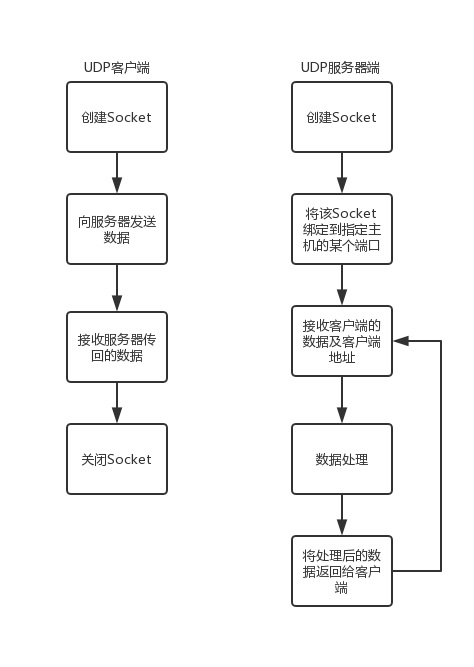 UDP客户端
创建Socket
向服务器发送
数据
接收服务器传
回的数据
关闭Socket
UDP服务器端
创建Socket
将该Socket
绑定到指定主
机的某个端口
接收客户端的
数据及客户端
地址
数据处理
将处理后的数
据返回给客户
端